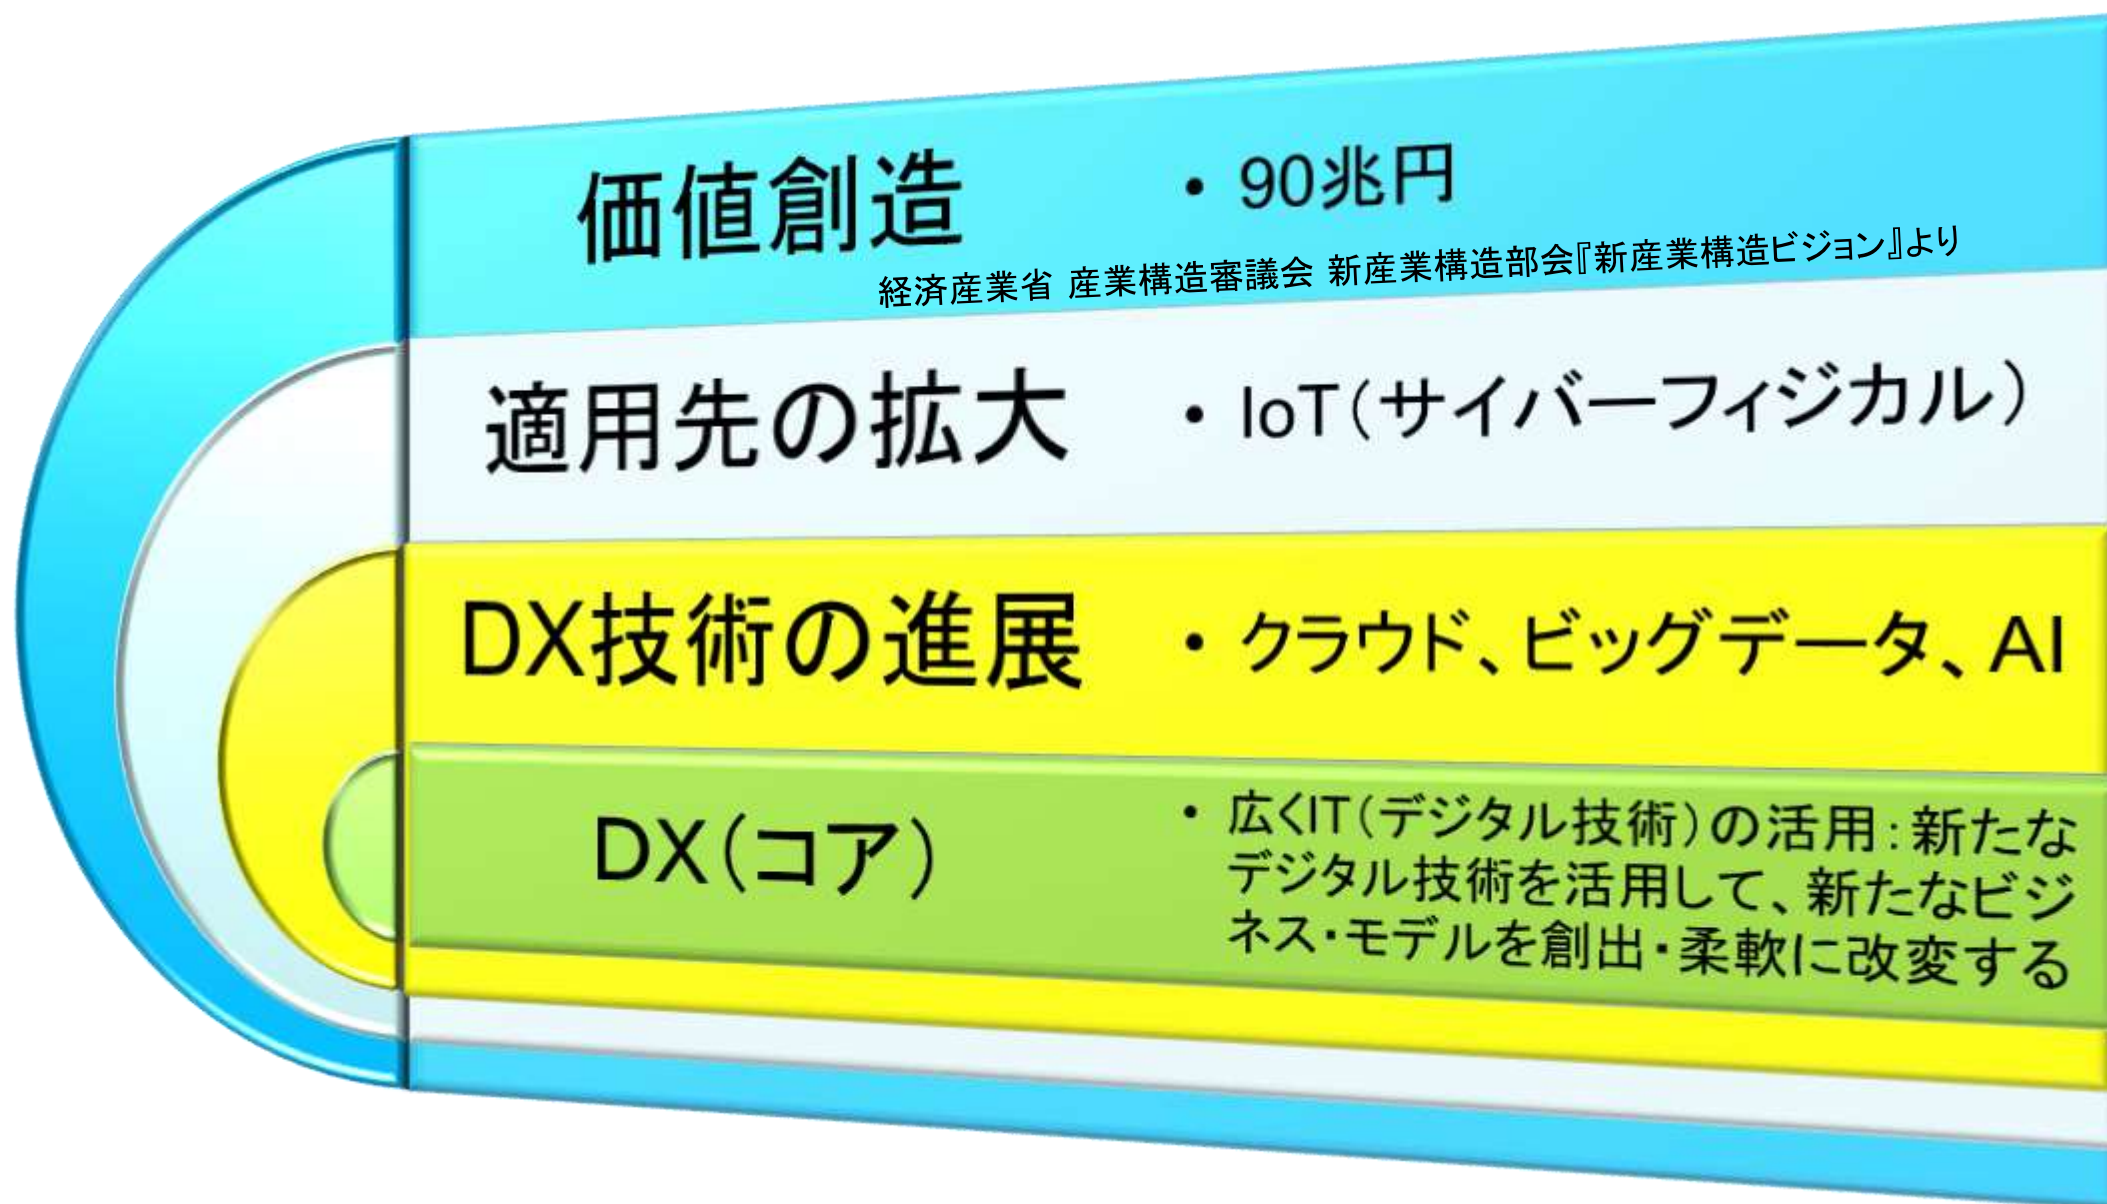 価値創造
・90兆円
経済産業省 産業構造審議会 新産業構造部会『新産業構造ビジョン』より
適用先の拡大
・IoT(サイバーフィジカル)
DX技術の進展
・クラウド、ビッグデータ、AI
DX(コア)
・広くIT(デジタル技術)の活用:新たな
デジタル技術を活用して、新たなビジ
ネス・モデルを創出・柔軟に改変する